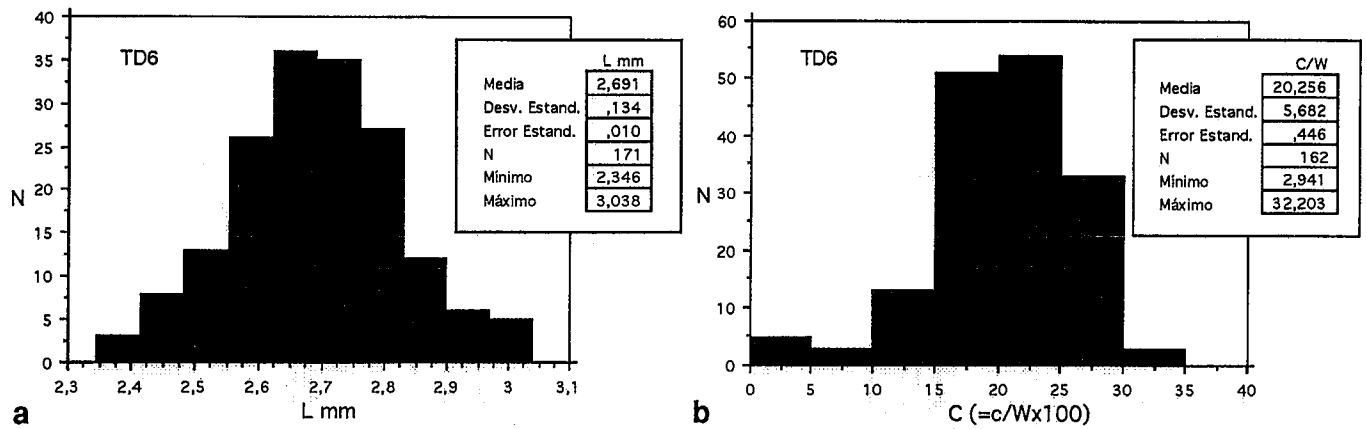 40
35
30
25
20
15
10
5
0
N
TD6
L mm
Media 2,691
Desv. Estand. ,134
Error Estand. ,010
N 171
Mínimo 2,346
Máximo 3,038
2,3 2,4 2,5 2,6 2,7 2,8 2,9 3 3,1
L mm
a
60
50
40
30
20
10
0
N
TD6
C/W
Media 20,256
Desv. Estand. 5,682
Error Estand. ,446
N 162
Mínimo 2,941
Máximo 32,203
0 5 10 15 20 25 30 35 40
C (=c/Wx100)
b